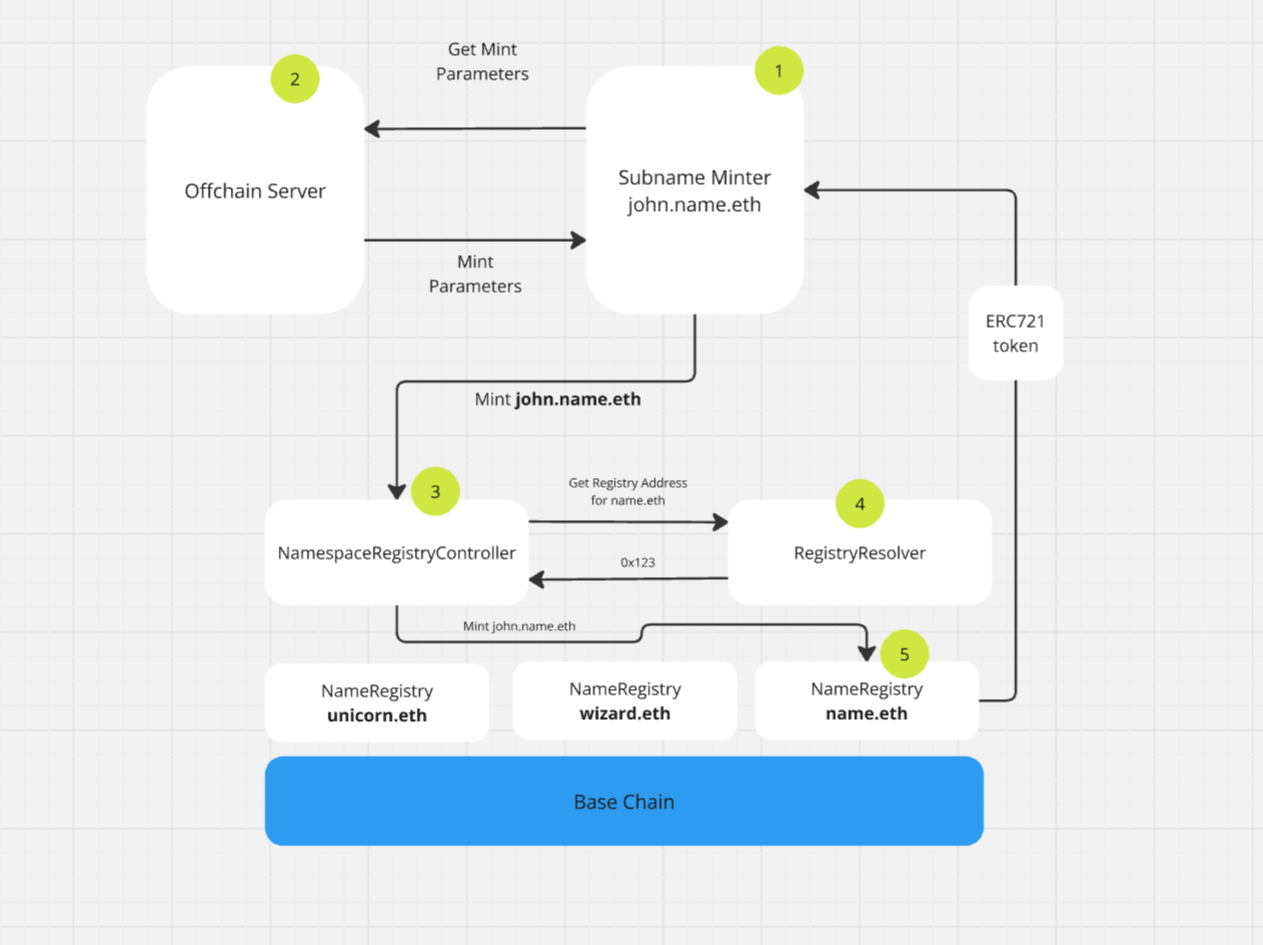 Get Mint
Parameters
1
2
Offchain Server
Subname Minter
john.name.eth
Mint
Parameters
ERC721
token
Mint john.name.eth
3
Get Registry Address
for name.eth
4
NamespaceRegistryController
0x123
RegistryResolver
Mint john.name.eth
5
NameRegistry
unicorn.eth
NameRegistry
wizard.eth
NameRegistry
name.eth
Base Chain